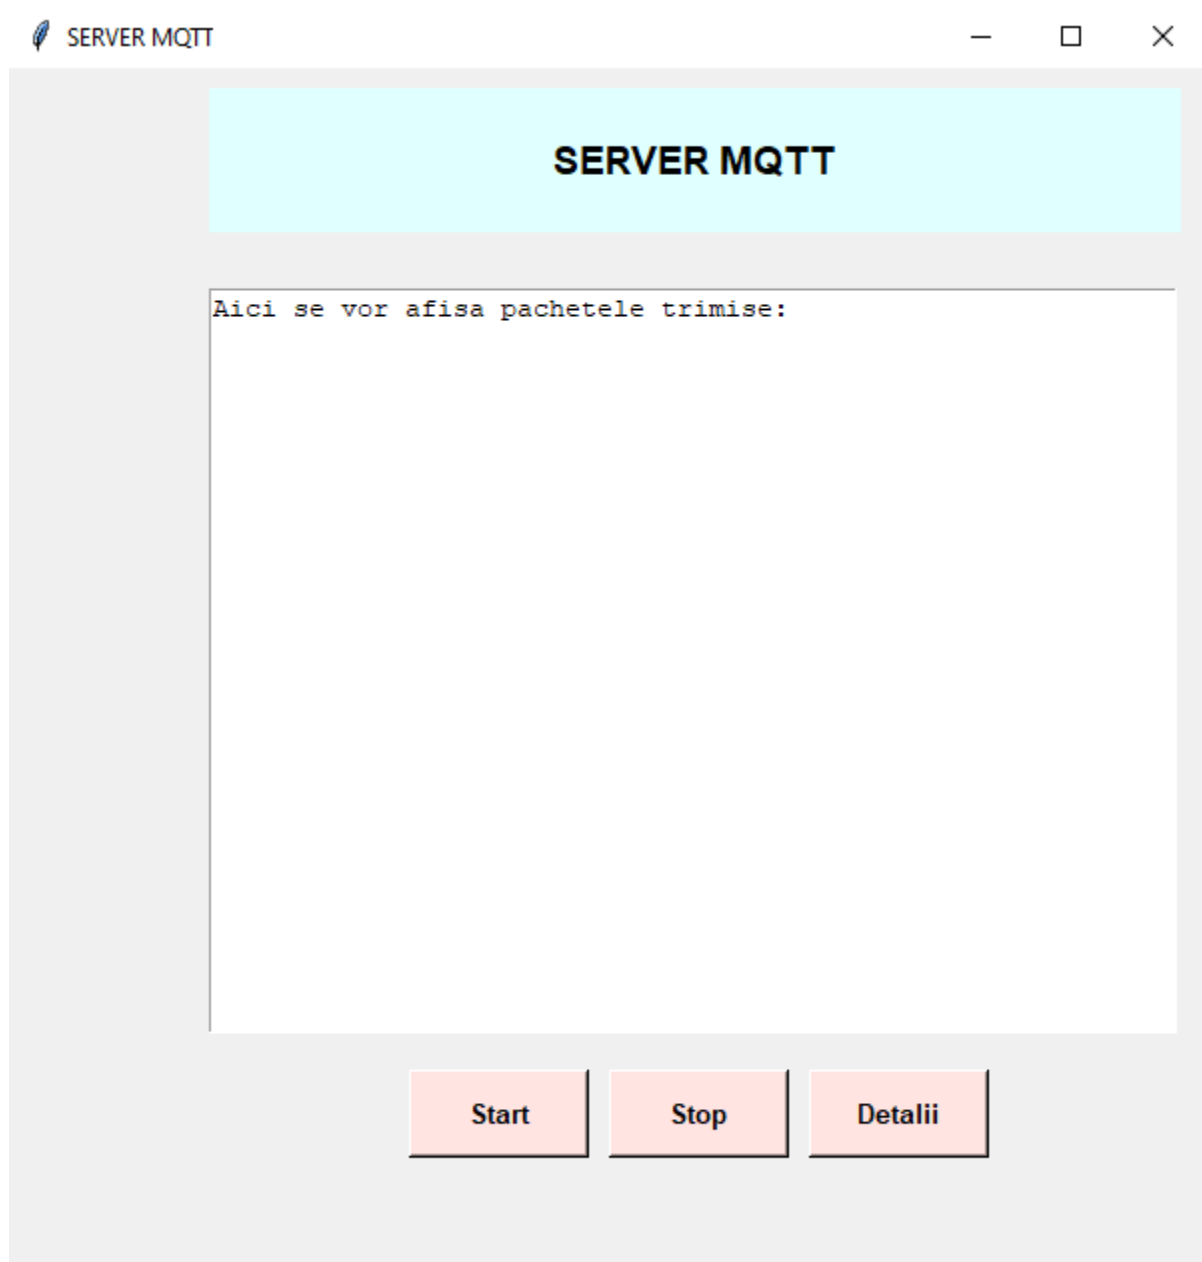 SERVER MQTT
SERVER MQTT
Aici se vor afisa pachetele trimise:
Start
Stop
Detalii